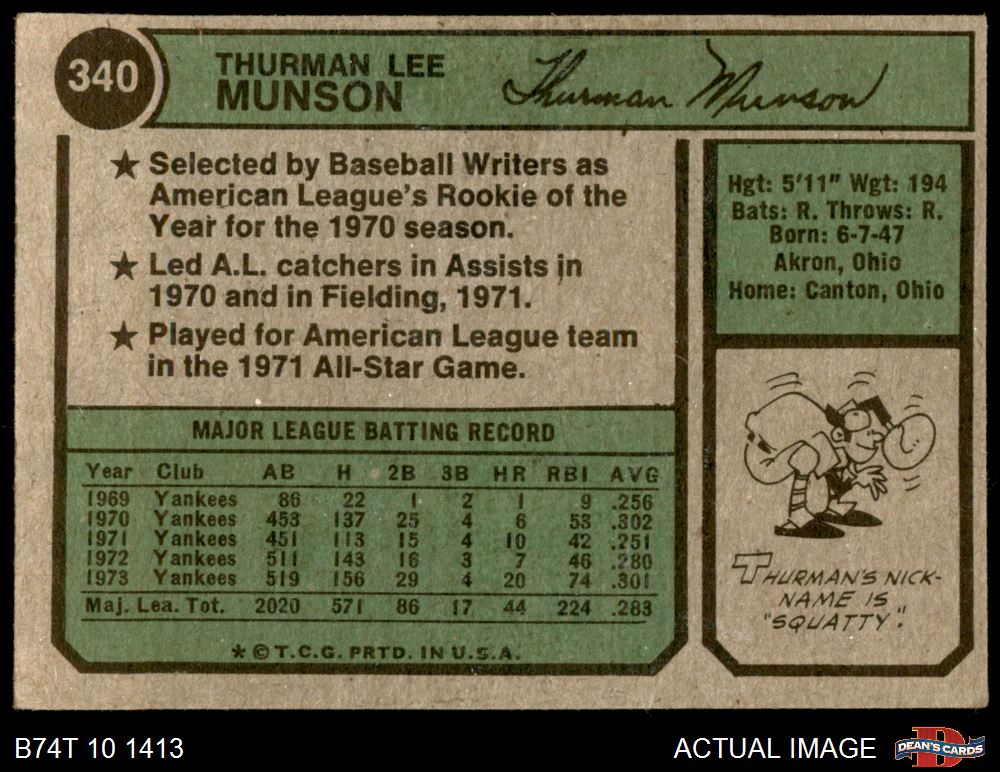 340
THURMAN LEE
MUNSON
Thurman Munson
★ Selected by Baseball Writers as
American League's Rookie of the
Year for the 1970 season.
★ Led A.L. catchers in Assists in
1970 and in Fielding, 1971.
★ Played for American League team
in the 1971 All-Star Game.
Hgt: 5'11" Wgt: 194
Bats: R. Throws: R.
Born: 6-7-47
Akron, Ohio
Home: Canton, Ohio
MAJOR LEAGUE BATTING RECORD
Year Club AB H 2B 3B HR RBI AVG
1969 Yankees 86 22 1 2 1 9 .256
1970 Yankees 453 137 25 4 6 53 .302
1971 Yankees 451 113 15 4 10 42 .251
1972 Yankees 511 143 16 3 7 46 .280
1973 Yankees 519 156 29 4 20 74 .301
Maj. Lea. Tot. 2020 571 86 17 44 224 .283
* © T.C.G. PRTD. IN U.S.A.
THURMAN'S NICK-
NAME IS
"SQUATTY".
B74T 10 1413
ACTUAL IMAGE
D
DEAN'S CARDS